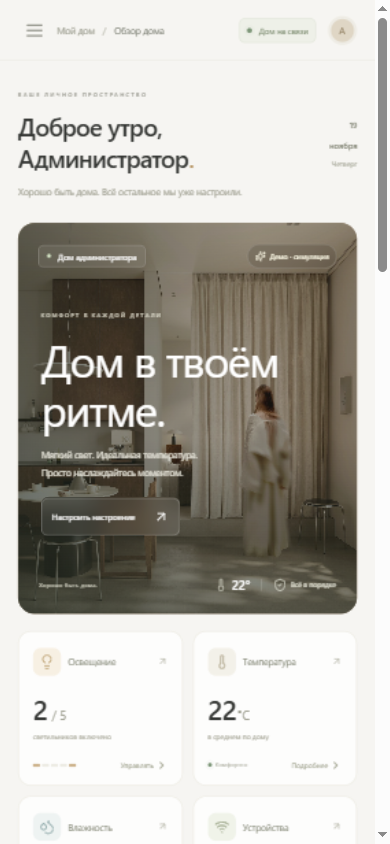 Мой дом / Обзор дома
Дом на связи
А
ВАШЕ ЛИЧНОЕ ПРОСТРАНСТВО
Доброе утро,
Администратор.
19
ноября
Четверг
Хорошо быть дома. Всё остальное мы уже настроили.
Дом администратора
Демо · симуляция
КОМФОРТ В КАЖДОЙ ДЕТАЛИ
Дом в твоём
ритме.
Мягкий свет. Идеальная температура.
Просто наслаждайтесь моментом.
Настроить настроение
Хорошо быть дома.
22°
Всё в порядке
Освещение
Температура
2 / 5
22°C
светильников включено
в среднем по дому
Управлять
Комфортно
Подробнее
Влажность
Устройства